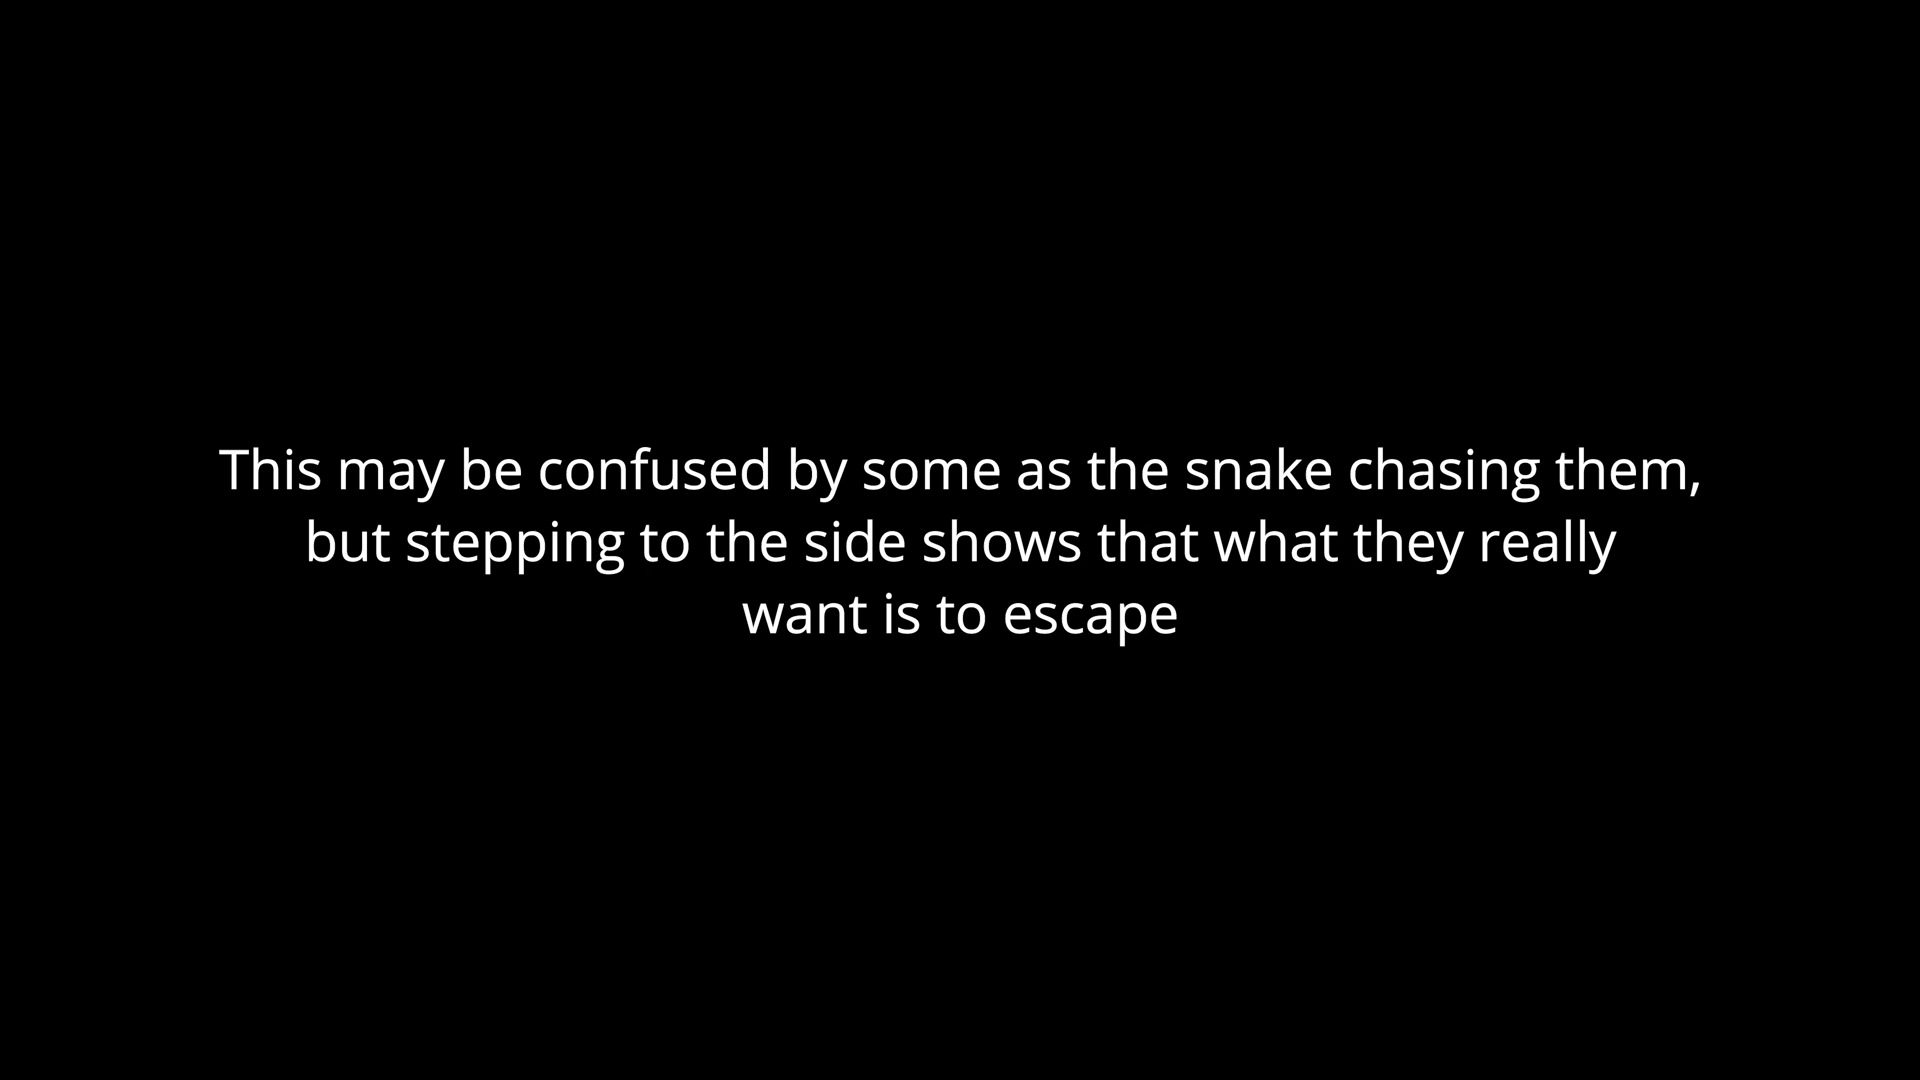 This may be confused by some as the snake chasing them,
but stepping to the side shows that what they really
want is to escape